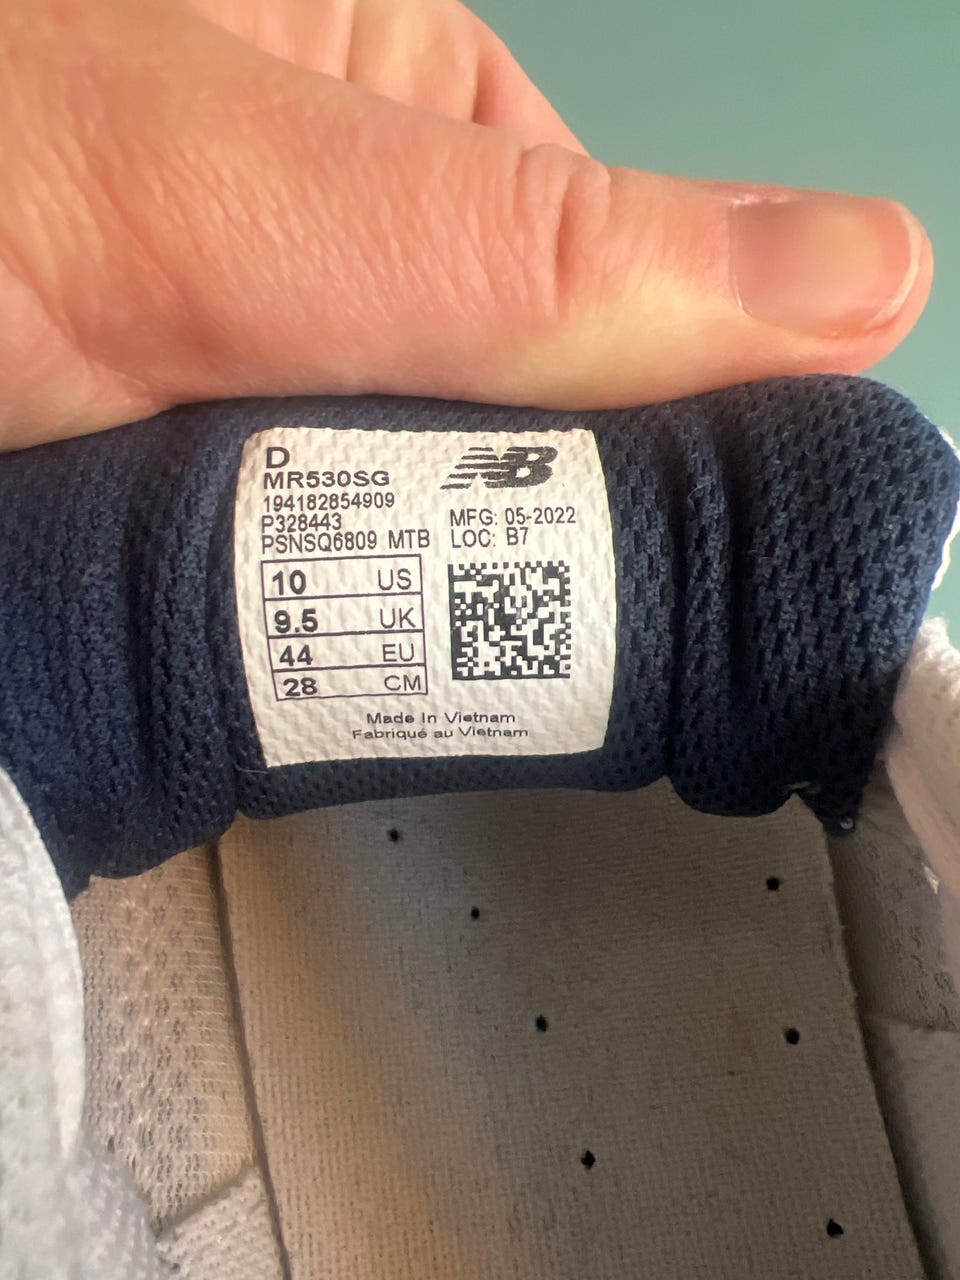 D
MR530SG
194182854909
P328443
PSNSQ6809 MTB
NB
MFG: 05-2022
LOC: B7
10 US
9.5 UK
44 EU
28 CM
Made In Vietnam
Fabriqué au Vietnam